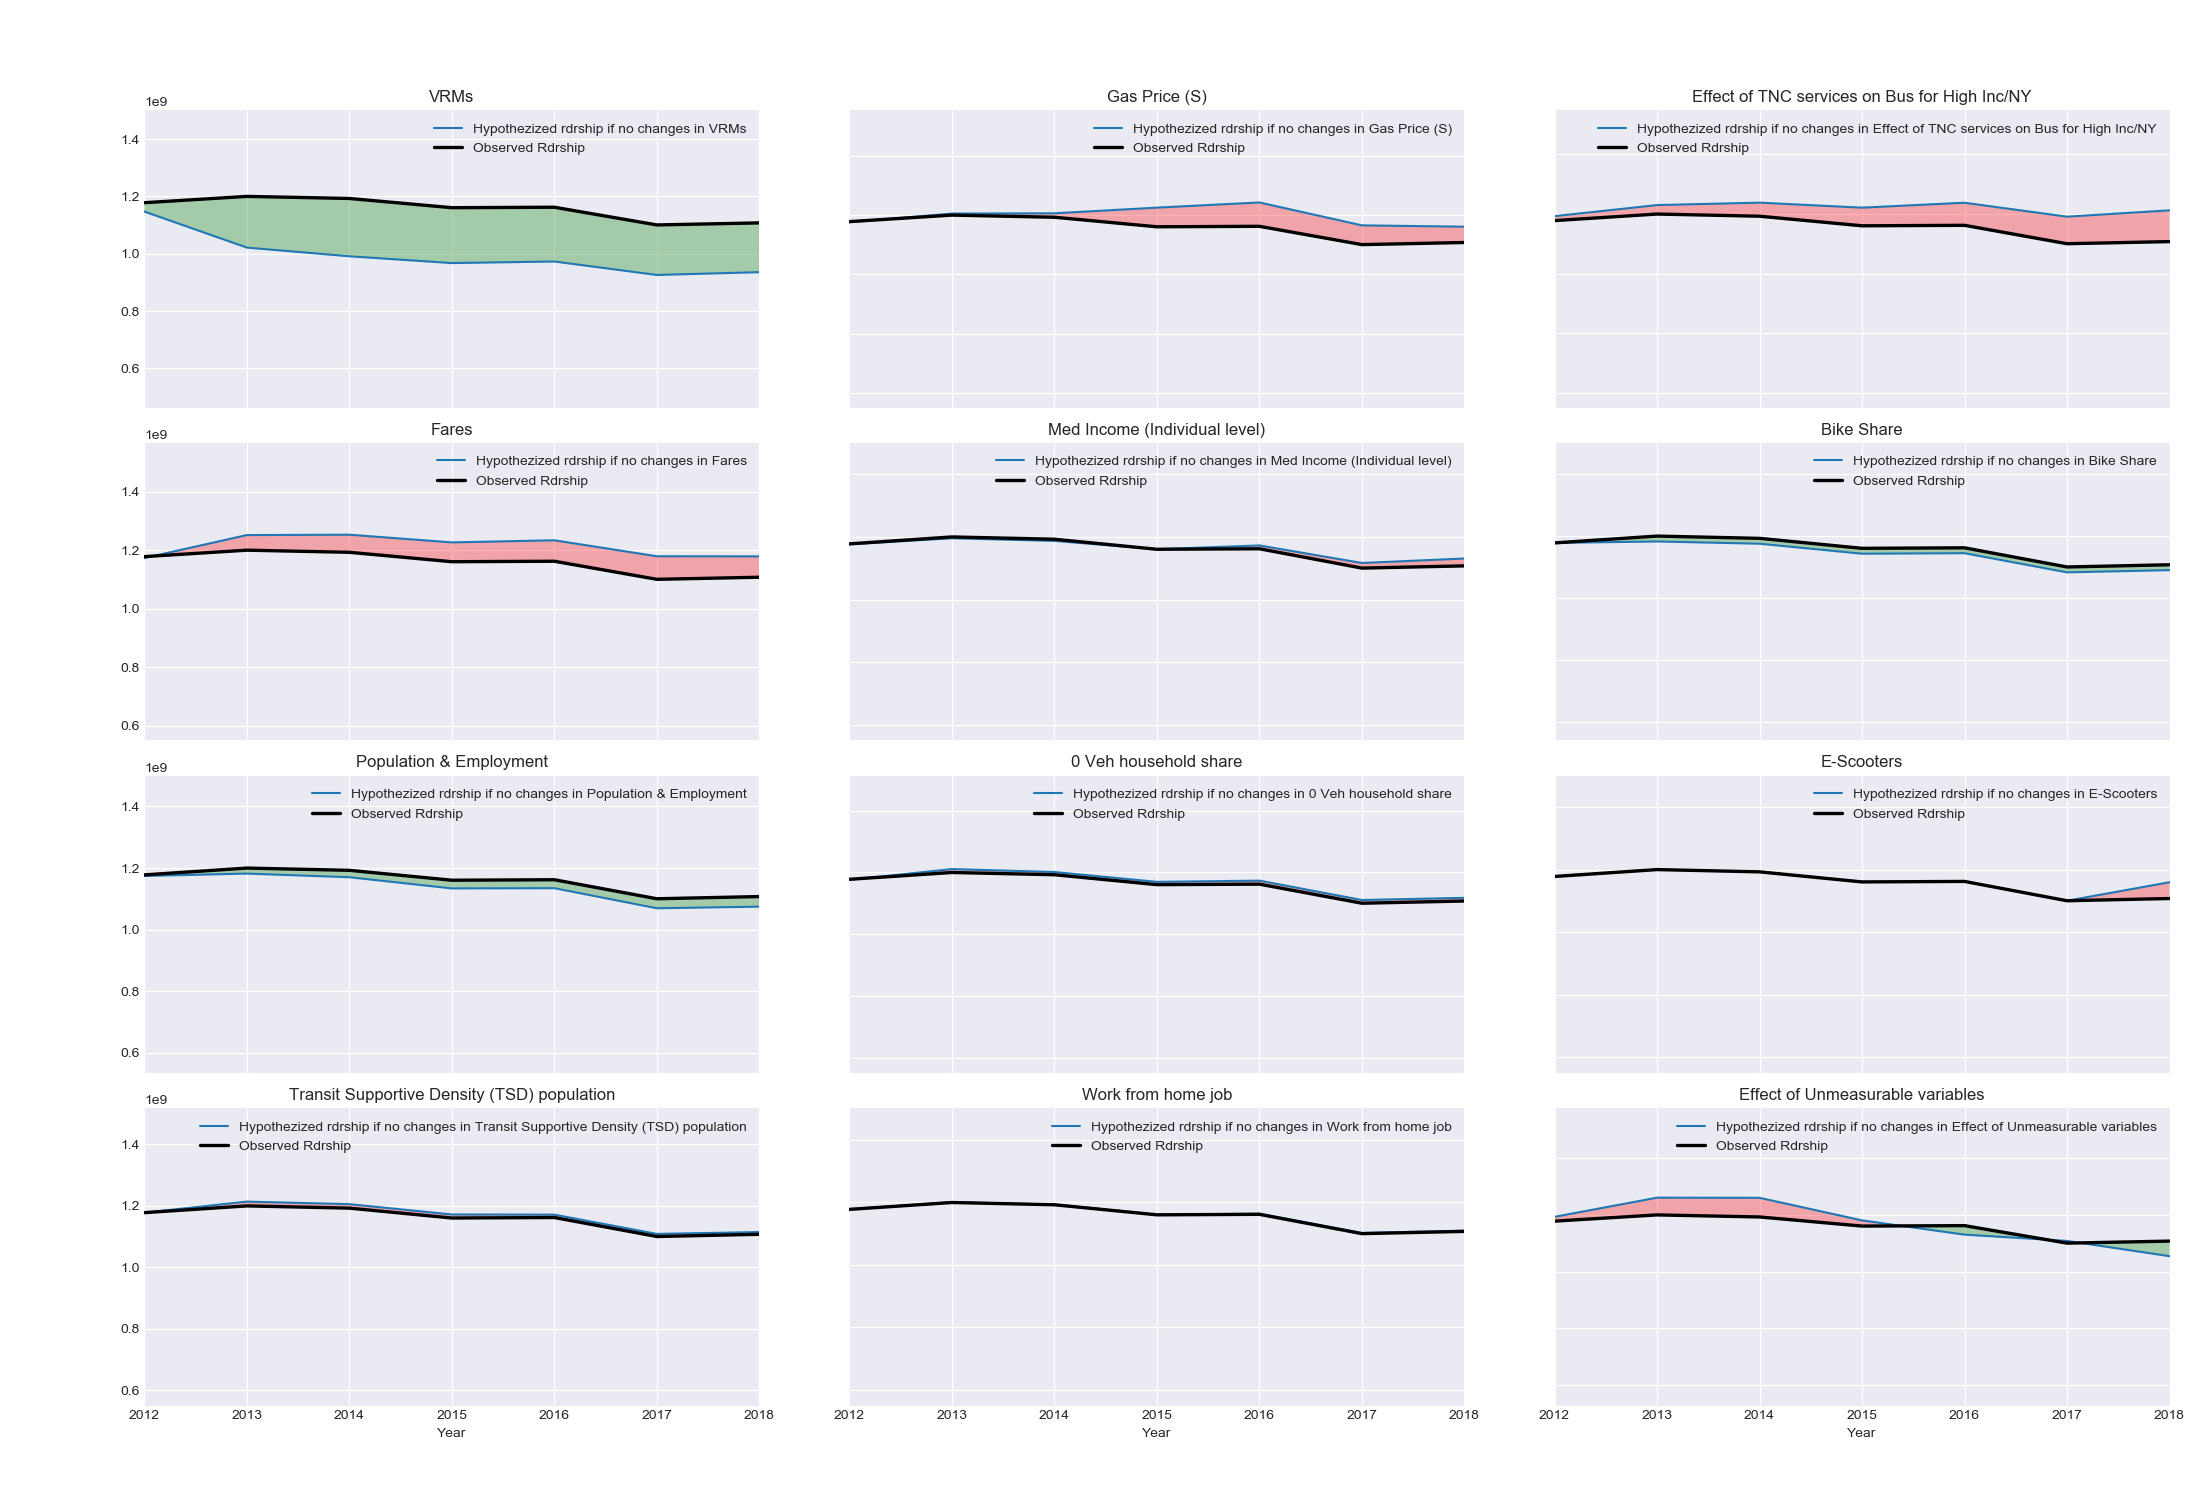 VRMs
1e9
Hypothezized rdrship if no changes in VRMs
Observed Rdrship
1.4
1.2
1.0
0.8
0.6
Gas Price (S)
Hypothezized rdrship if no changes in Gas Price (S)
Observed Rdrship
Effect of TNC services on Bus for High Inc/NY
Hypothezized rdrship if no changes in Effect of TNC services on Bus for High Inc/NY
Observed Rdrship
Fares
1e9
Hypothezized rdrship if no changes in Fares
Observed Rdrship
1.4
1.2
1.0
0.8
0.6
Med Income (Individual level)
Hypothezized rdrship if no changes in Med Income (Individual level)
Observed Rdrship
Bike Share
Hypothezized rdrship if no changes in Bike Share
Observed Rdrship
Population & Employment
1e9
Hypothezized rdrship if no changes in Population & Employment
Observed Rdrship
1.4
1.2
1.0
0.8
0.6
0 Veh household share
Hypothezized rdrship if no changes in 0 Veh household share
Observed Rdrship
E-Scooters
Hypothezized rdrship if no changes in E-Scooters
Observed Rdrship
Transit Supportive Density (TSD) population
1e9
Hypothezized rdrship if no changes in Transit Supportive Density (TSD) population
Observed Rdrship
1.4
1.2
1.0
0.8
0.6
2012 2013 2014 2015 2016 2017 2018
Year
Work from home job
Hypothezized rdrship if no changes in Work from home job
Observed Rdrship
2012 2013 2014 2015 2016 2017 2018
Year
Effect of Unmeasurable variables
Hypothezized rdrship if no changes in Effect of Unmeasurable variables
Observed Rdrship
2012 2013 2014 2015 2016 2017 2018
Year